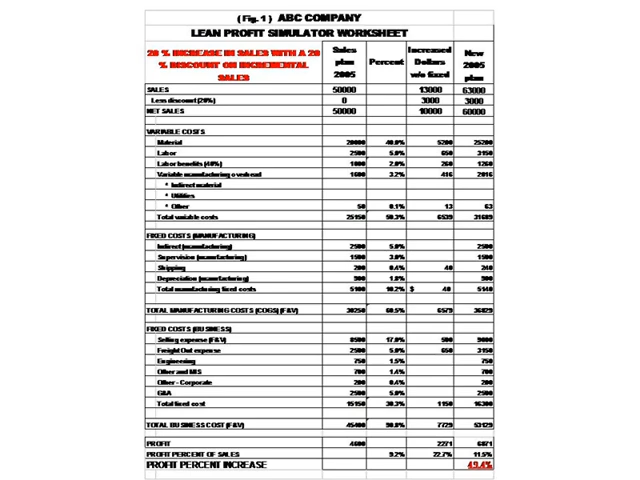 ( Fig. 1 ) ABC COMPANY
LEAN PROFIT SIMULATOR WORKSHEET
20 % INCREASE IN SALES WITH A 20 % DISCOUNT ON INCREMENTAL SALES Sales plan 2005 Percent Increased Dollars w/o fixed New 2005 plan
SALES 50000 13000 63000
Less discount (20%) 0 3000 3000
NET SALES 50000 10000 60000
VARIABLE COSTS
Material 20000 40.0% 5200 25200
Labor 2500 5.0% 650 3150
Labor benefits (40%) 1000 2.0% 260 1260
Variable manufacturing overhead 1600 3.2% 416 2016
* Indirect material
* Utilities
* Other 50 0.1% 13 63
Total variable costs 25150 50.3% 6539 31689
FIXED COSTS (MANUFACTURING)
Indirect (manufacturing) 2500 5.0% 2500
Supervision (manufacturing) 1500 3.0% 1500
Shipping 200 0.4% 40 240
Depreciation (manufacturing) 900 1.8% 900
Total manufacturing fixed costs 5100 10.2% $ 40 5140
TOTAL MANUFACTURING COSTS (COGS) (F&V) 30250 60.5% 6579 36829
FIXED COSTS (BUSINESS)
Selling expense (F&V) 8500 17.0% 500 9000
Freight Out expense 2500 5.0% 650 3150
Engineering 750 1.5% 750
Other and MIS 700 1.4% 700
Other - Corporate 200 0.4% 200
G&A 2500 5.0% 2500
Total fixed cost 15150 30.3% 1150 16300
TOTAL BUSINESS COST (F&V) 45400 90.8% 7729 53129
PROFIT 4600 2271 6871
PROFIT PERCENT OF SALES 9.2% 22.7% 11.5%
PROFIT PERCENT INCREASE 49.4%